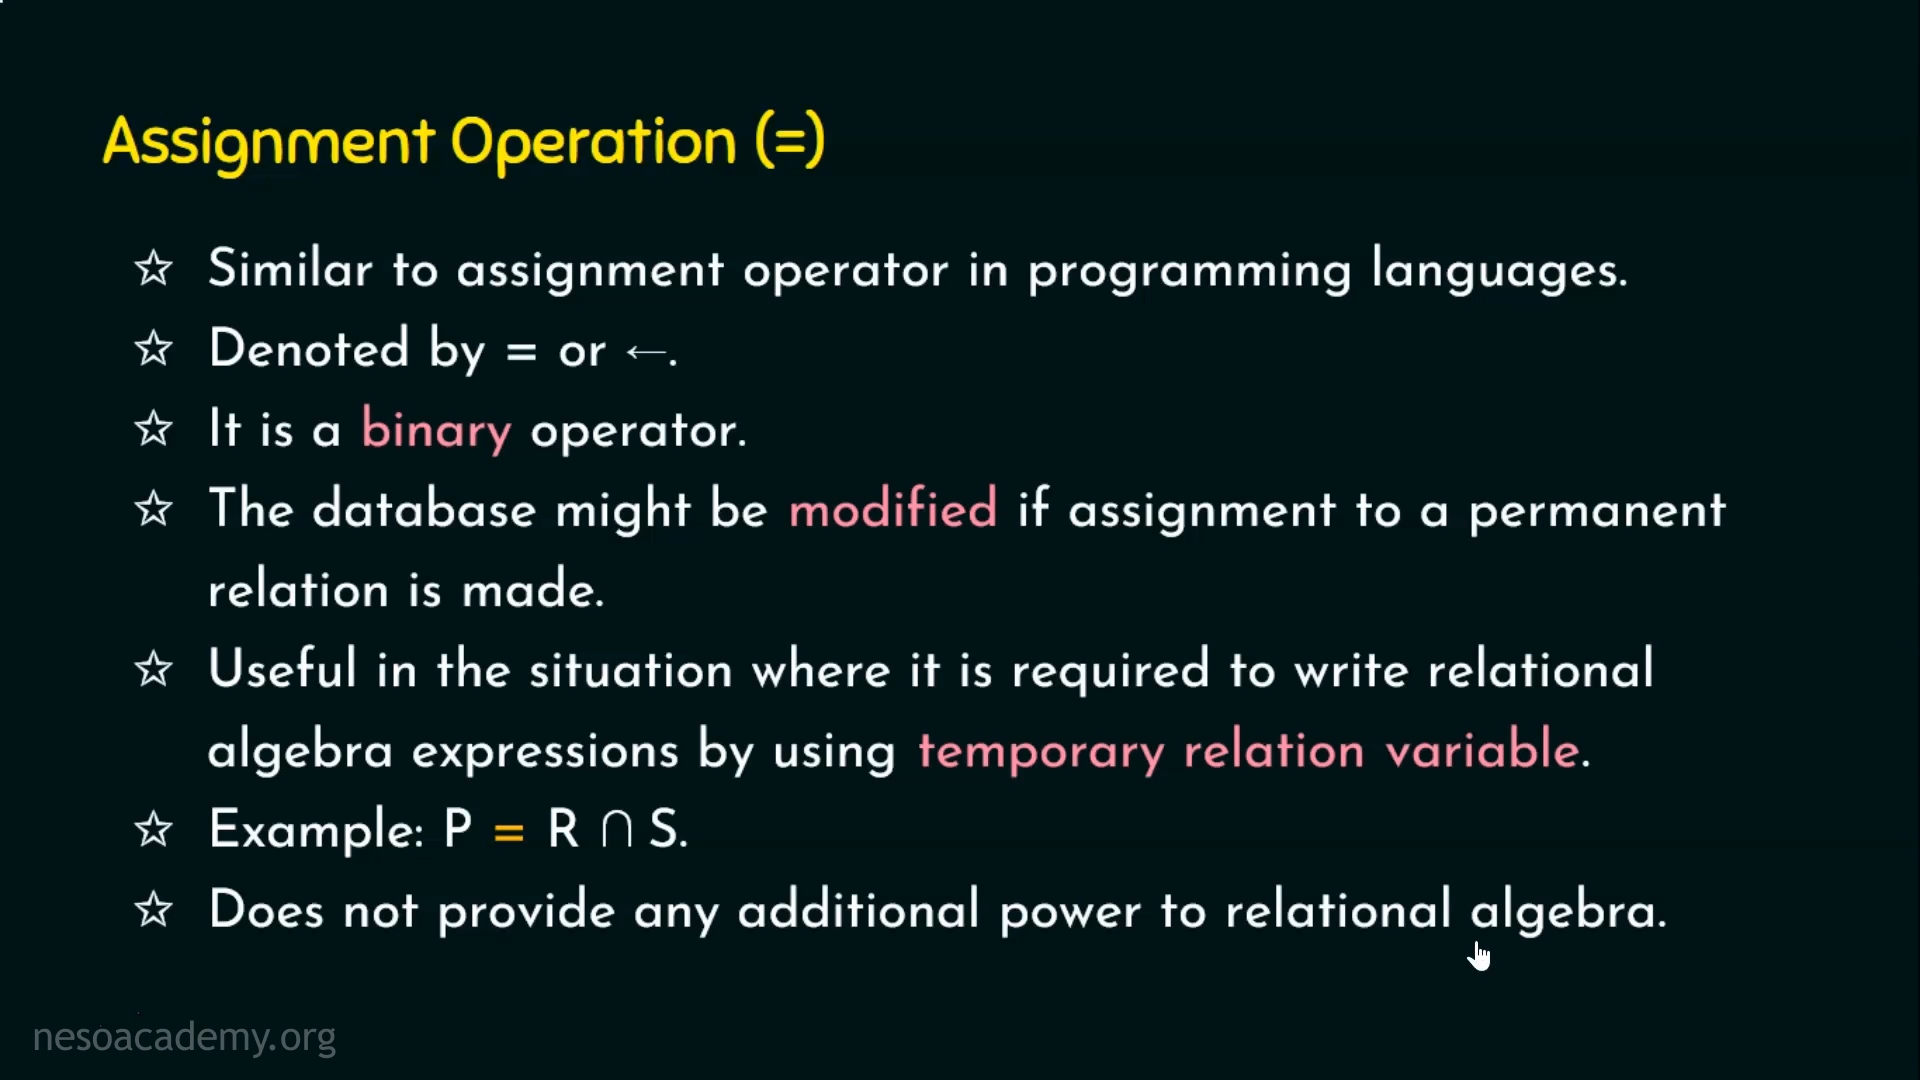 Assignment Operation (=)
☆ Similar to assignment operator in programming languages.
☆ Denoted by = or ←.
☆ It is a binary operator.
☆ The database might be modified if assignment to a permanent
relation is made.
☆ Useful in the situation where it is required to write relational
algebra expressions by using temporary relation variable.
☆ Example: P = R ∩ S.
☆ Does not provide any additional power to relational algebra.
nesoacademy.org